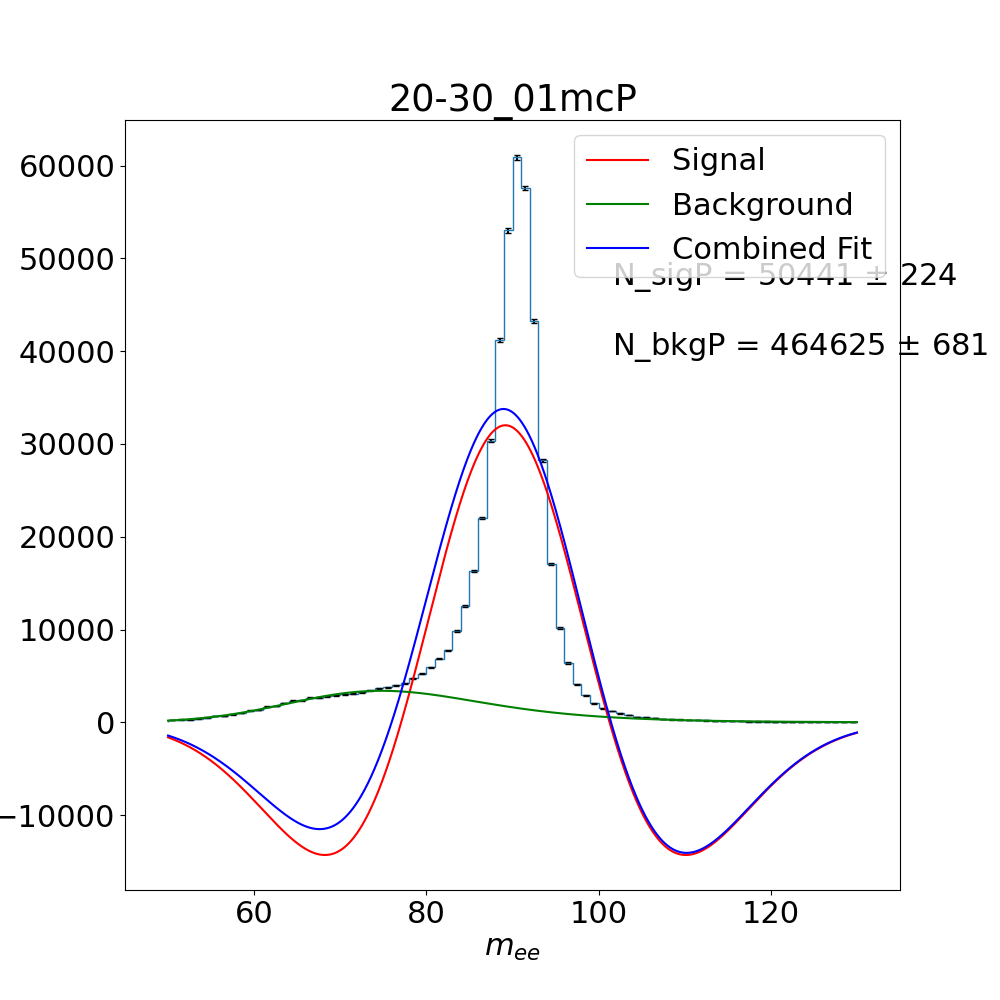 20-30_01mcP
60000
50000
40000
30000
20000
10000
0
−10000
Signal
Background
Combined Fit
N_sigP = 50441 ± 224
N_bkgP = 464625 ± 681
60
80
100
120
m_{ee}